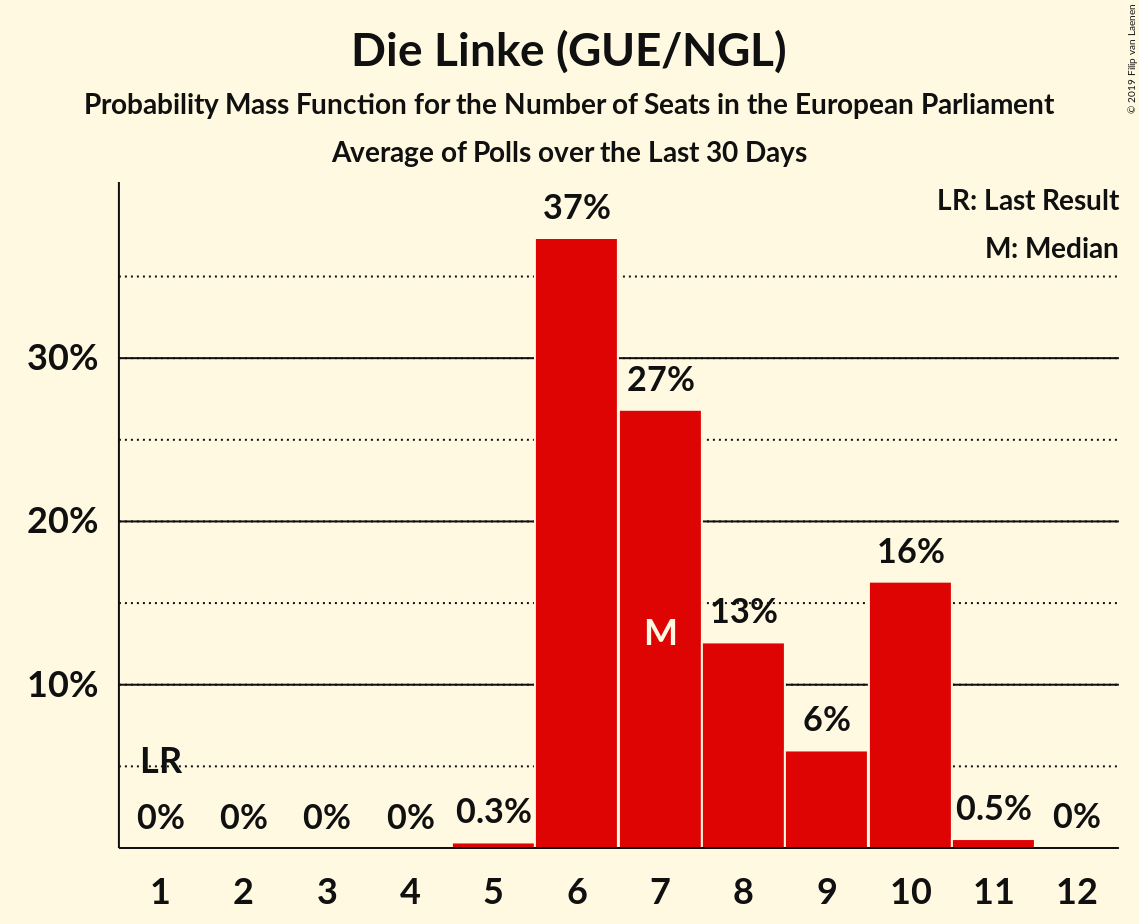 Die Linke (GUE/NGL)
Probability Mass Function for the Number of Seats in the European Parliament
Average of Polls over the Last 30 Days
© 2019 Filip van Laenen
LR: Last Result
M: Median
37%
30%
27%
20%
16%
13%
M
10%
6%
LR
0% 0% 0% 0% 0.3% 0.5% 0%
1 2 3 4 5 6 7 8 9 10 11 12